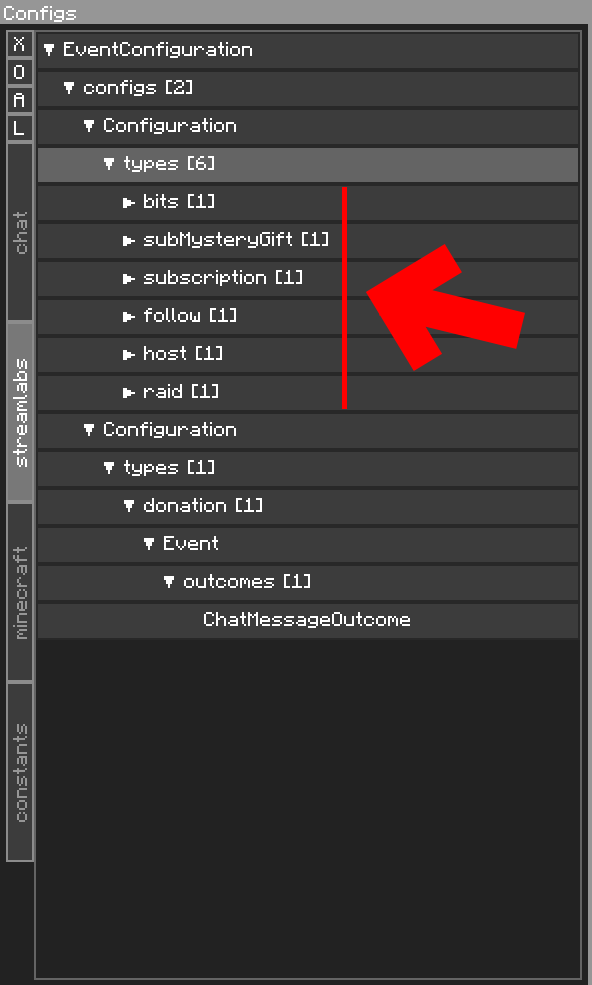 Configs
X
O
A
L
chat
streamlabs
minecraft
constants
▼ EventConfiguration
▼ configs [2]
▼ Configuration
▼ types [6]
► bits [1]
► subMysteryGift [1]
► subscription [1]
► follow [1]
► host [1]
► raid [1]
▼ Configuration
▼ types [1]
▼ donation [1]
▼ Event
▼ outcomes [1]
ChatMessageOutcome